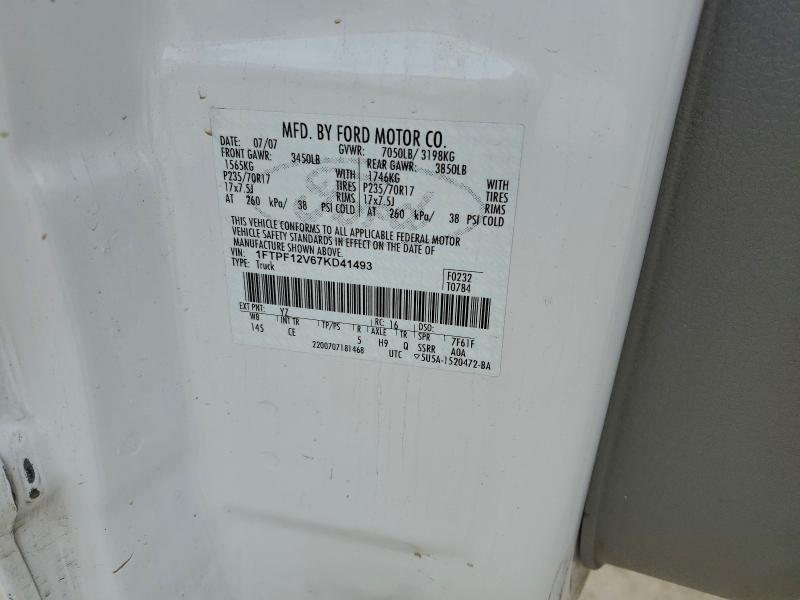 MFD. BY FORD MOTOR CO.
DATE: 07/07 GVWR: 7050LB/ 3198KG
FRONT GAWR: 3450LB REAR GAWR: 3850LB
1565KG WITH 1746KG WITH
P235/70R17 TIRES P235/70R17 TIRES
17x7.5J RIMS 17x7.5J RIMS
AT 260 kPa/ 38 PSI COLD AT 260 kPa/ 38 PSI COLD
THIS VEHICLE CONFORMS TO ALL APPLICABLE FEDERAL MOTOR
VEHICLE SAFETY STANDARDS IN EFFECT ON THE DATE OF
MANUFACTURE SHOWN ABOVE.
VIN: 1FTPF12V67KD41493 F0232
TYPE: Truck T0784
EXT PNT: YZ RC: 16 DSO:
WB INT TR TP/PS R AXLE TR SPR 7F61F
145 CE 5 H9 Q SSRR A0A
2200707181468 UTC ▽5U5A-1520472-BA
Ford